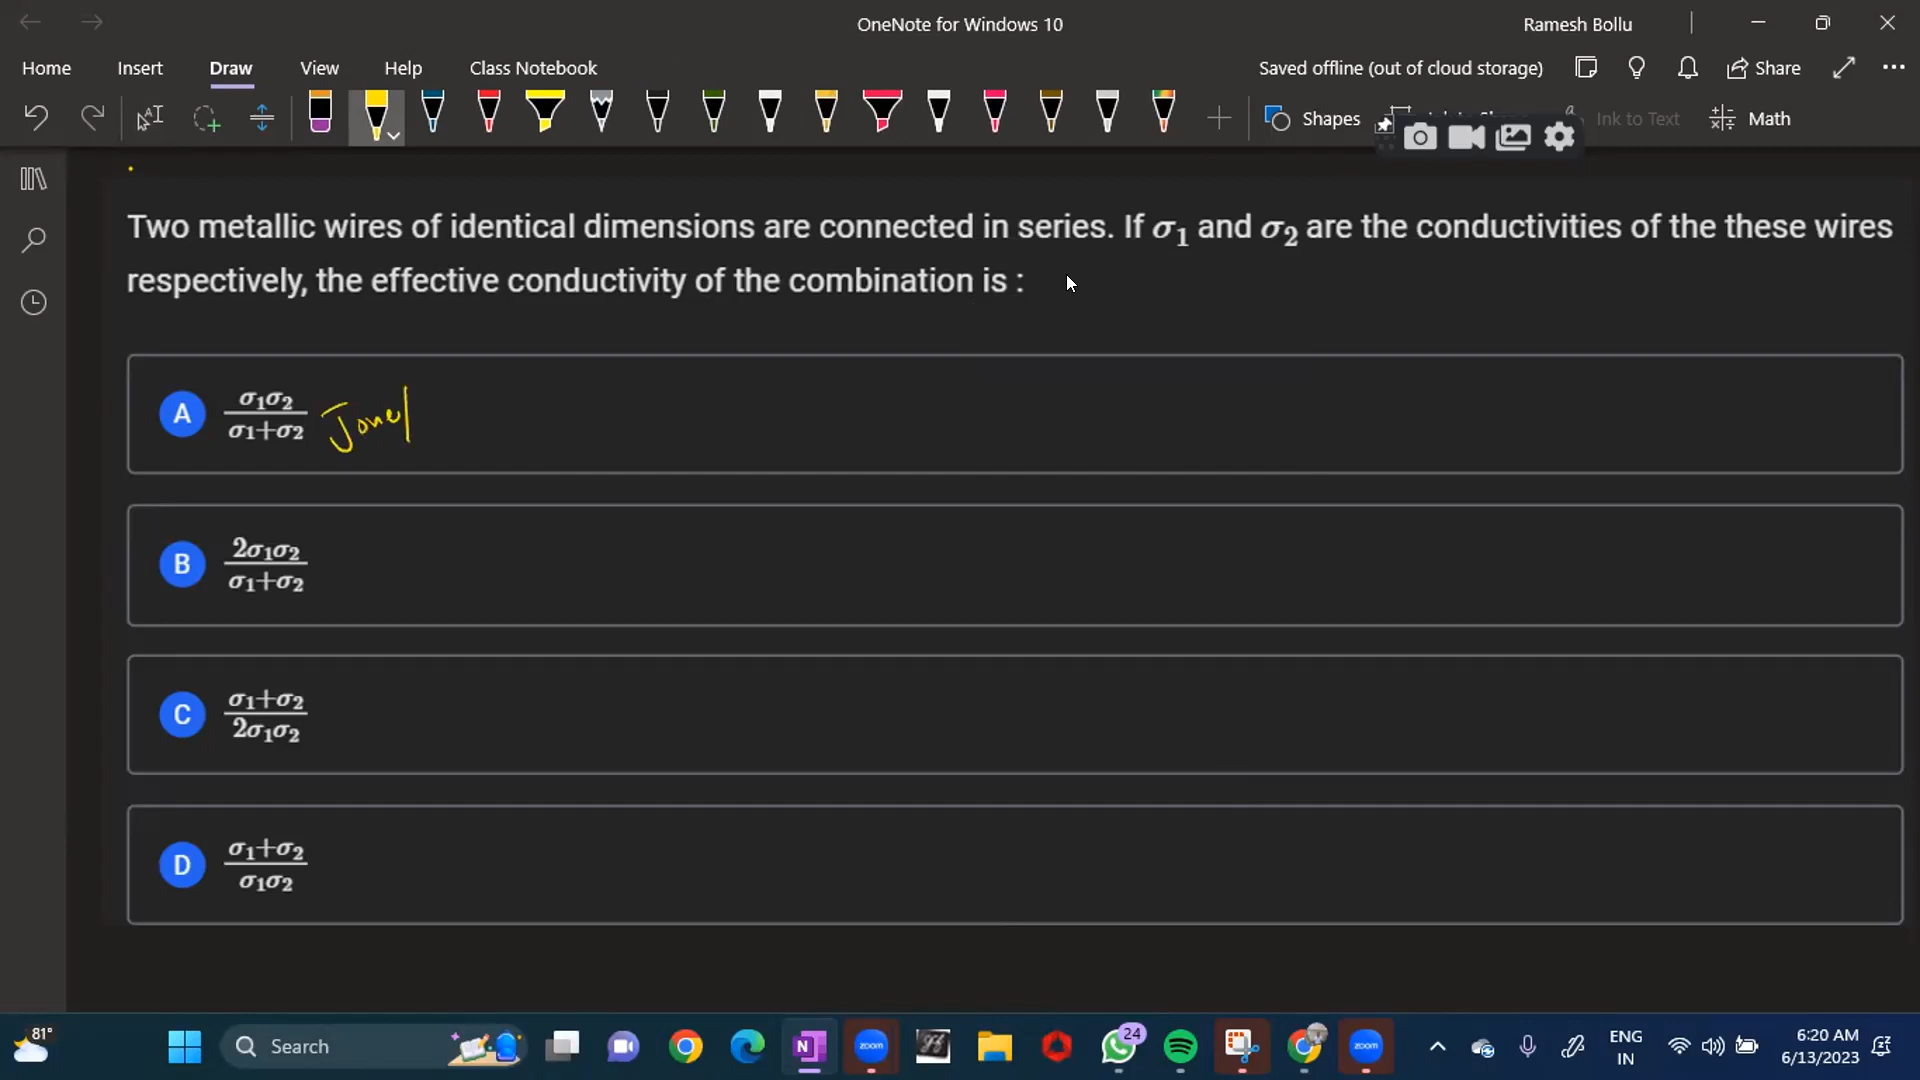 OneNote for Windows 10
Ramesh Bollu
Home Insert Draw View Help Class Notebook
Saved offline (out of cloud storage)
Share
Shapes
Ink to Text
Math
Two metallic wires of identical dimensions are connected in series. If σ₁ and σ₂ are the conductivities of the these wires
respectively, the effective conductivity of the combination is :
A σ₁σ₂/σ₁+σ₂
B 2σ₁σ₂/σ₁+σ₂
C σ₁+σ₂/2σ₁σ₂
D σ₁+σ₂/σ₁σ₂
81°
Search
N
zoom
24
zoom
ENG
IN
6:20 AM
6/13/2023